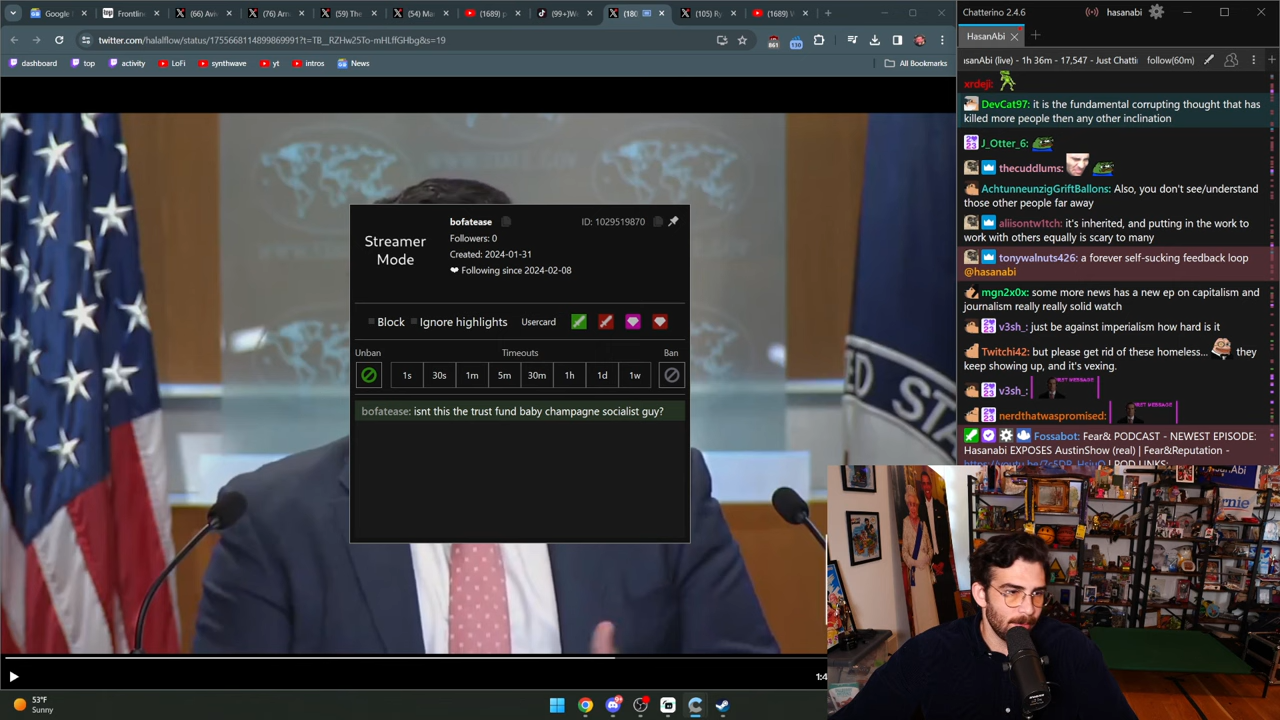 Google
Frontlin
(66) Avi
(76) Am
(59) The
(54) Ma
(1689) p
(99+)W
(180
(105) Ry
(1689) W
twitter.com/halalflow/status/1755668114899869991?t=TB_RZHw25To-mHLffGHbg&s=19
861
130
dashboard
top
activity
LoFi
synthwave
yt
intros
News
All Bookmarks
Streamer
Mode
bofatease
ID: 1029519870
Followers: 0
Created: 2024-01-31
❤ Following since 2024-02-08
Block
Ignore highlights
Usercard
Unban
Timeouts
Ban
1s
30s
1m
5m
30m
1h
1d
1w
bofatease: isnt this the trust fund baby champagne socialist guy?
1:4
53°F
Sunny
Chatterino 2.4.6
hasanabi
HasanAbi
asanAbi (live) - 1h 36m - 17,547 - Just Chatti
follow(60m)
xrdeji:
DevCat97: it is the fundamental corrupting thought that has
killed more people then any other inclination
J_Otter_6:
thecuddlums:
AchtunneunzigGriftBallons: Also, you don't see/understand
those other people far away
aliisontw1tch: it's inherited, and putting in the work to
work with others equally is scary to many
tonywalnuts426: a forever self-sucking feedback loop
@hasanabi
mgn2x0x: some more news has a new ep on capitalism and
journalism really really solid watch
v3sh_: just be against imperialism how hard is it
Twitchi42: but please get rid of these homeless... they
keep showing up, and it's vexing.
v3sh_:
nerdthatwaspromised:
Fossabot: Fear& PODCAST - NEWEST EPISODE:
Hasanabi EXPOSES AustinShow (real) | Fear&Reputation -